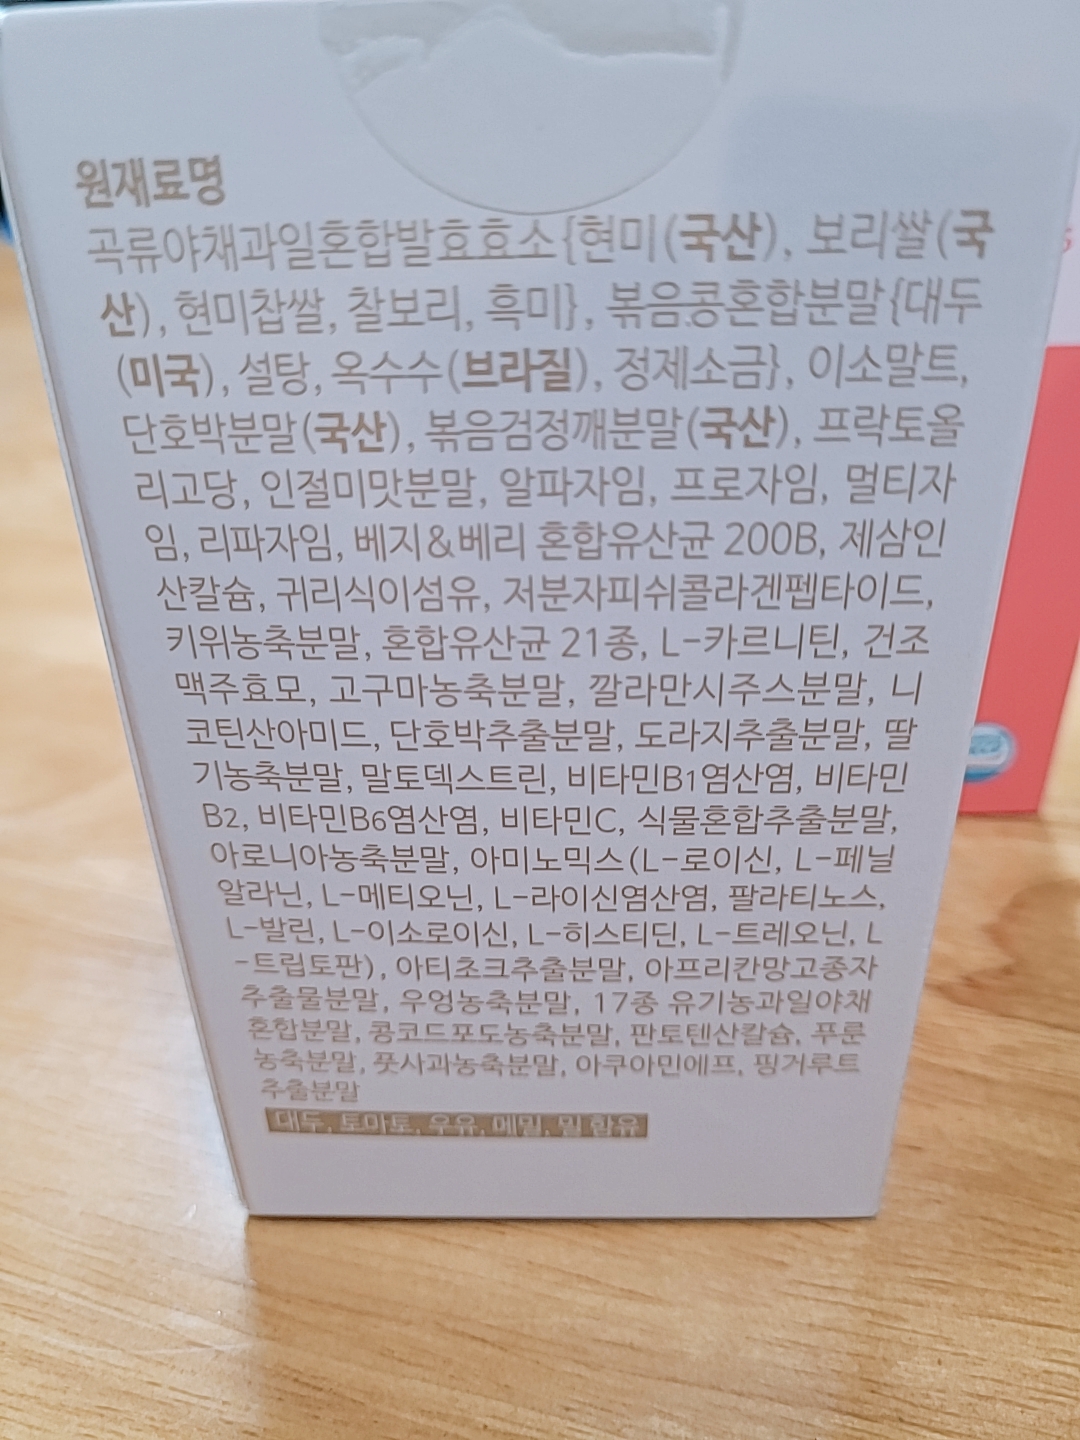 원재료명
곡류야채과일혼합발효효소{현미(국산), 보리쌀(국
산), 현미찹쌀, 찰보리, 흑미}, 볶음콩혼합분말{대두
(미국), 설탕, 옥수수(브라질), 정제소금}, 이소말트,
단호박분말(국산), 볶음검정깨분말(국산), 프락토올
리고당, 인절미맛분말, 알파자임, 프로자임, 멀티자
임, 리파자임, 베지&베리 혼합유산균 200B, 제삼인
산칼슘, 귀리식이섬유, 저분자피쉬콜라겐펩타이드,
키위농축분말, 혼합유산균 21종, L-카르니틴, 건조
맥주효모, 고구마농축분말, 깔라만시주스분말, 니
코틴산아미드, 단호박추출분말, 도라지추출분말, 딸
기농축분말, 말토덱스트린, 비타민B1염산염, 비타민
B2, 비타민B6염산염, 비타민C, 식물혼합추출분말,
아로니아농축분말, 아미노믹스(L-로이신, L-페닐
알라닌, L-메티오닌, L-라이신염산염, 팔라티노스,
L-발린, L-이소로이신, L-히스티딘, L-트레오닌, L
-트립토판), 아티초크추출분말, 아프리칸망고종자
추출물분말, 우엉농축분말, 17종 유기농과일야채
혼합분말, 콩코드포도농축분말, 판토텐산칼슘, 푸룬
농축분말, 풋사과농축분말, 아쿠아민에프, 핑거루트
추출분말
대두, 토마토, 우유, 메밀, 밀 함유